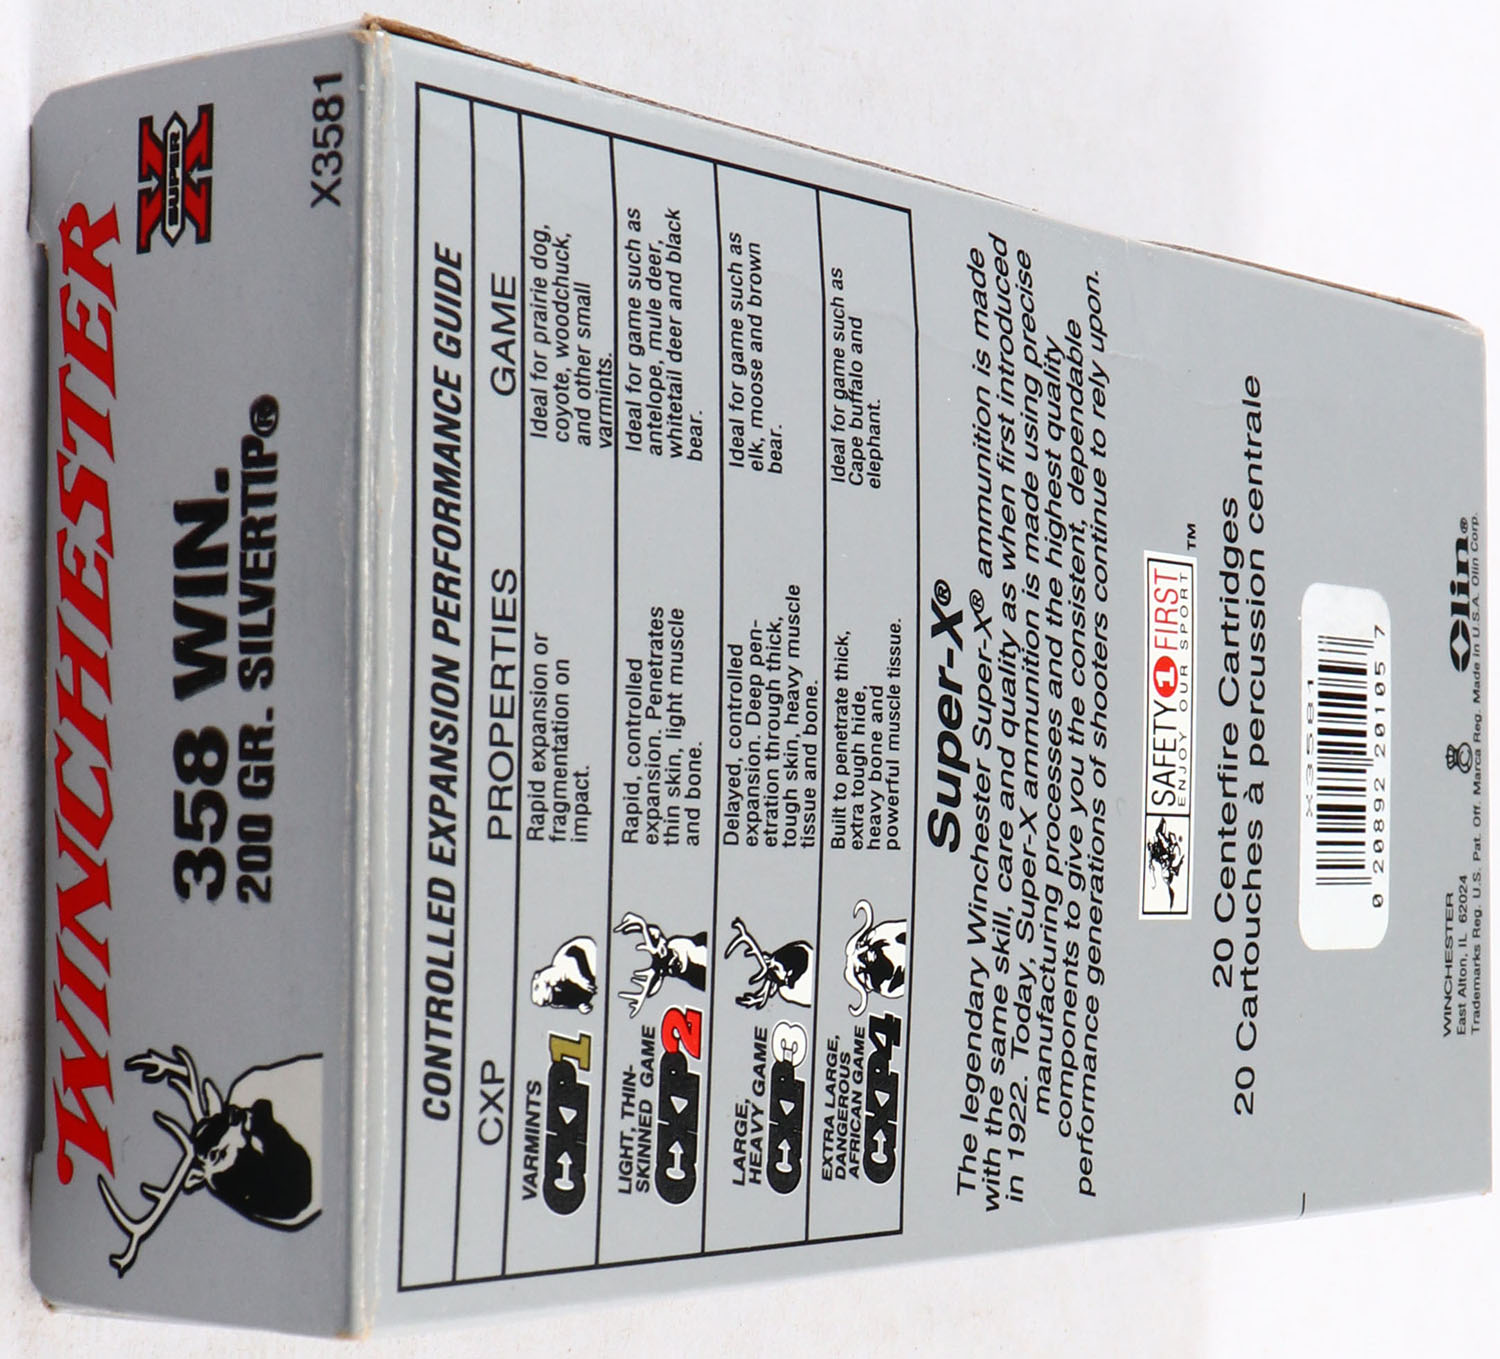 WINCHESTER
SUPER X
358 WIN.
200 GR. SILVERTIP®
X3581
CONTROLLED EXPANSION PERFORMANCE GUIDE
CXP PROPERTIES GAME
VARMINTS
CXP1
Rapid expansion or
fragmentation on
impact.
Ideal for prairie dog,
coyote, woodchuck,
and other small
varmints.
LIGHT, THIN-
SKINNED GAME
CXP2
Rapid, controlled
expansion. Penetrates
thin skin, light muscle
and bone.
Ideal for game such as
antelope, mule deer,
whitetail deer and black
bear.
LARGE,
HEAVY GAME
CXP3
Delayed, controlled
expansion. Deep pen-
etration through thick,
tough skin, heavy muscle
tissue and bone.
Ideal for game such as
elk, moose and brown
bear.
EXTRA LARGE,
DANGEROUS
AFRICAN GAME
CXP4
Built to penetrate thick,
extra tough hide,
heavy bone and
powerful muscle tissue.
Ideal for game such as
Cape buffalo and
elephant.
Super-X®
The legendary Winchester Super-X® ammunition is made
with the same skill, care and quality as when first introduced
in 1922. Today, Super-X ammunition is made using precise
manufacturing processes and the highest quality
components to give you the consistent, dependable
performance generations of shooters continue to rely upon.
SAFETY 1 FIRST
ENJOY OUR SPORT
™
20 Centerfire Cartridges
20 Cartouches à percussion centrale
X3581
0 20892 20105 7
WINCHESTER
East Alton, IL 62024
Trademarks Reg. U.S. Pat. Off. Marca Reg. Made in U.S.A. Olin Corp.
©
Olin®